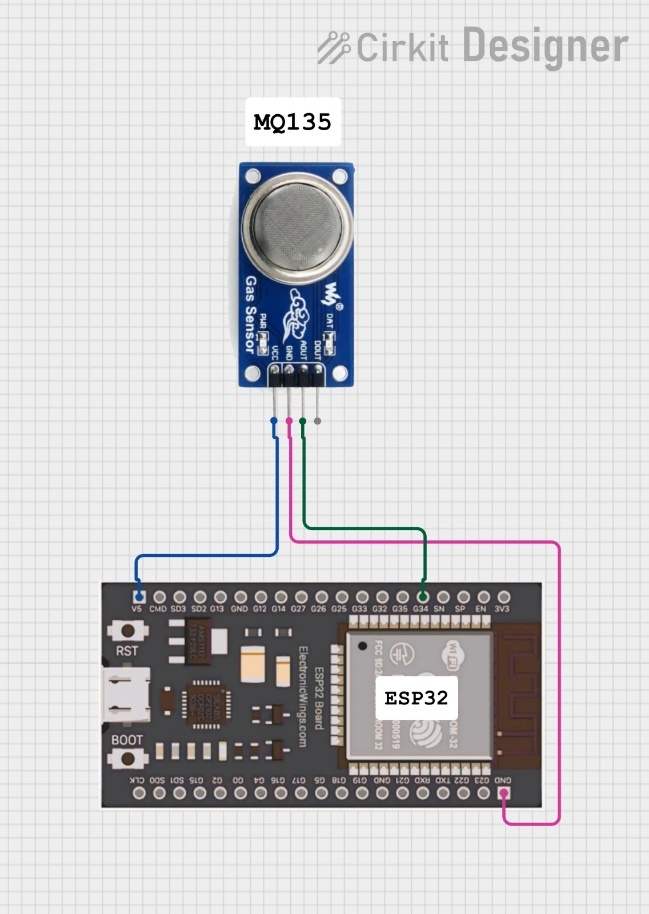 Cirkit Designer
MQ135
Gas Sensor
PWR
DAT
VCC
GND
AOUT
DOUT
V5 CMD SD3 SD2 G13 GND G12 G14 G27 G26 G25 G33 G32 G35 G34 SN SP EN 3V3
RST
BOOT
ESP32 Board
ElectronicWings.com
ESP32
CLK SD0 SD1 G15 G2 G0 G4 G16 G17 G5 G18 G19 GND G21 RXD TXD G22 G23 GND